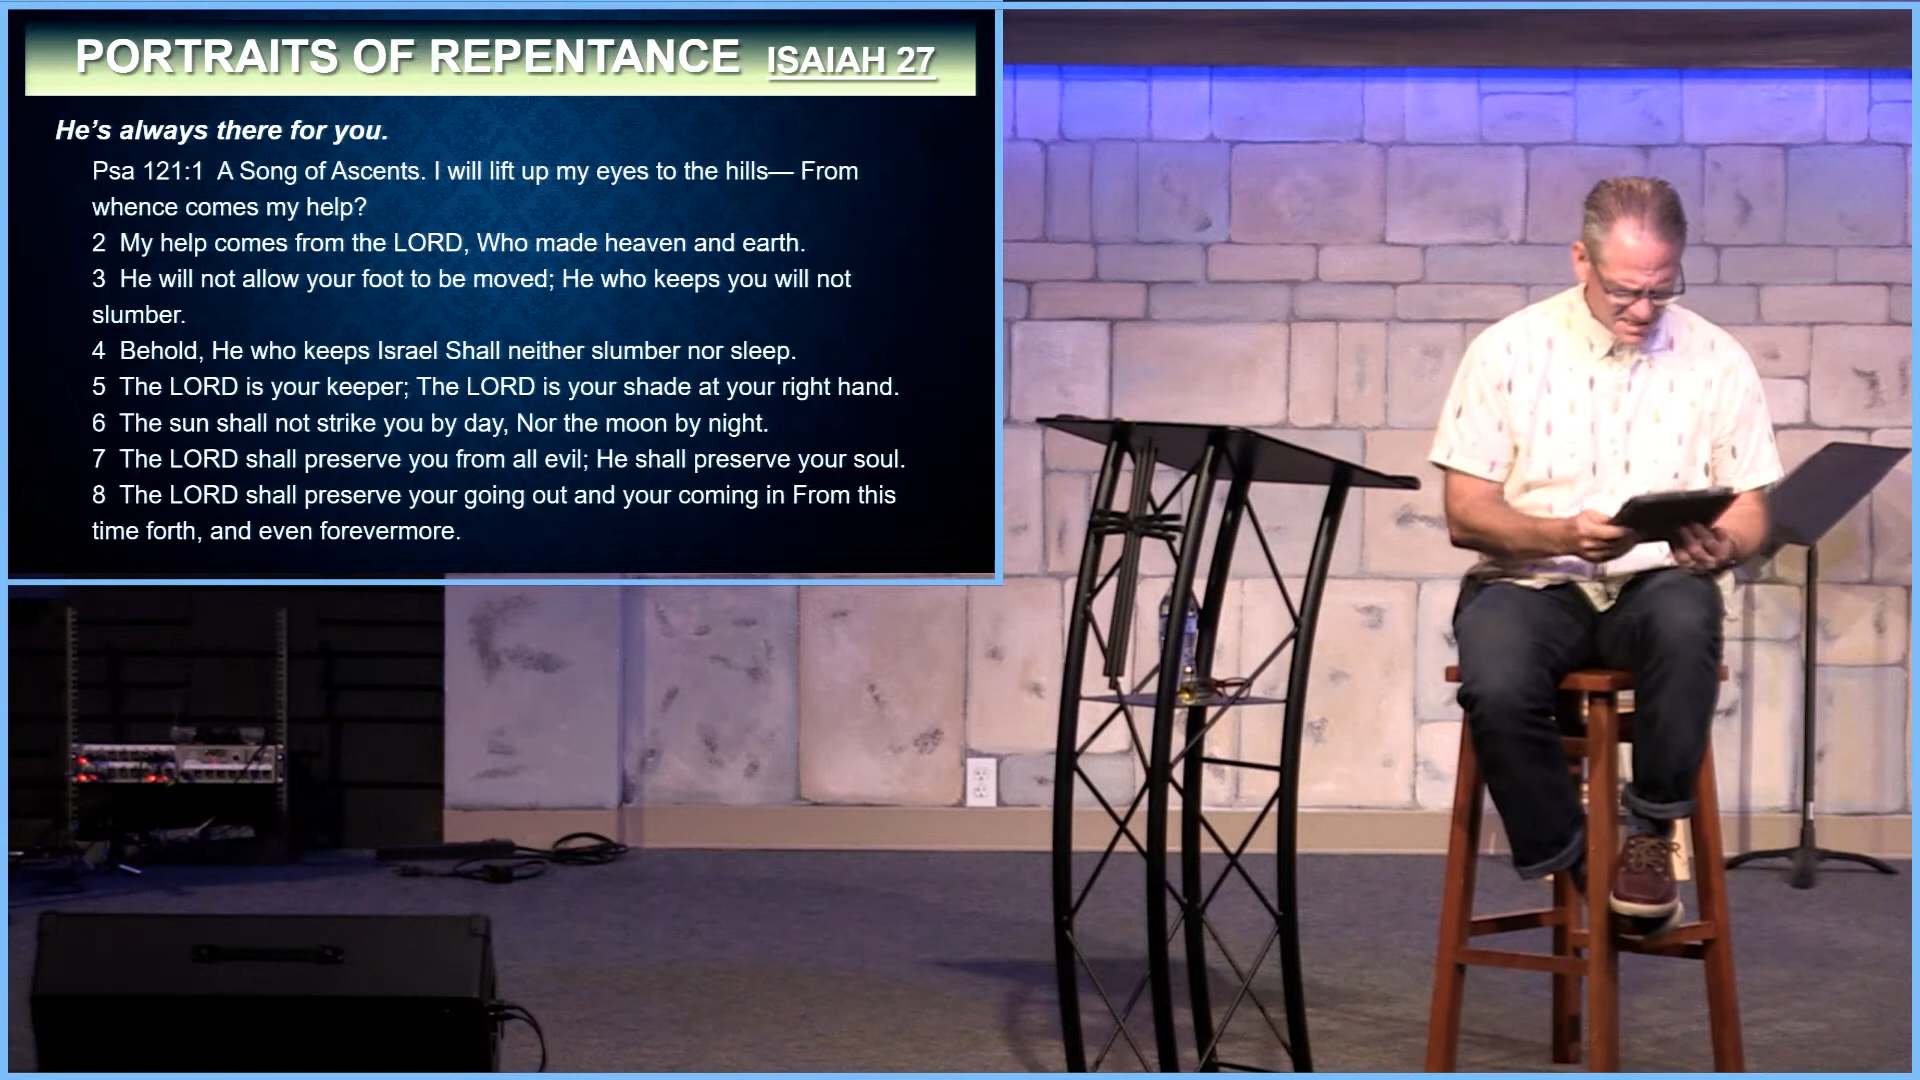 PORTRAITS OF REPENTANCE ISAIAH 27
He’s always there for you.
Psa 121:1 A Song of Ascents. I will lift up my eyes to the hills— From
whence comes my help?
2 My help comes from the LORD, Who made heaven and earth.
3 He will not allow your foot to be moved; He who keeps you will not
slumber.
4 Behold, He who keeps Israel Shall neither slumber nor sleep.
5 The LORD is your keeper; The LORD is your shade at your right hand.
6 The sun shall not strike you by day, Nor the moon by night.
7 The LORD shall preserve you from all evil; He shall preserve your soul.
8 The LORD shall preserve your going out and your coming in From this
time forth, and even forevermore.